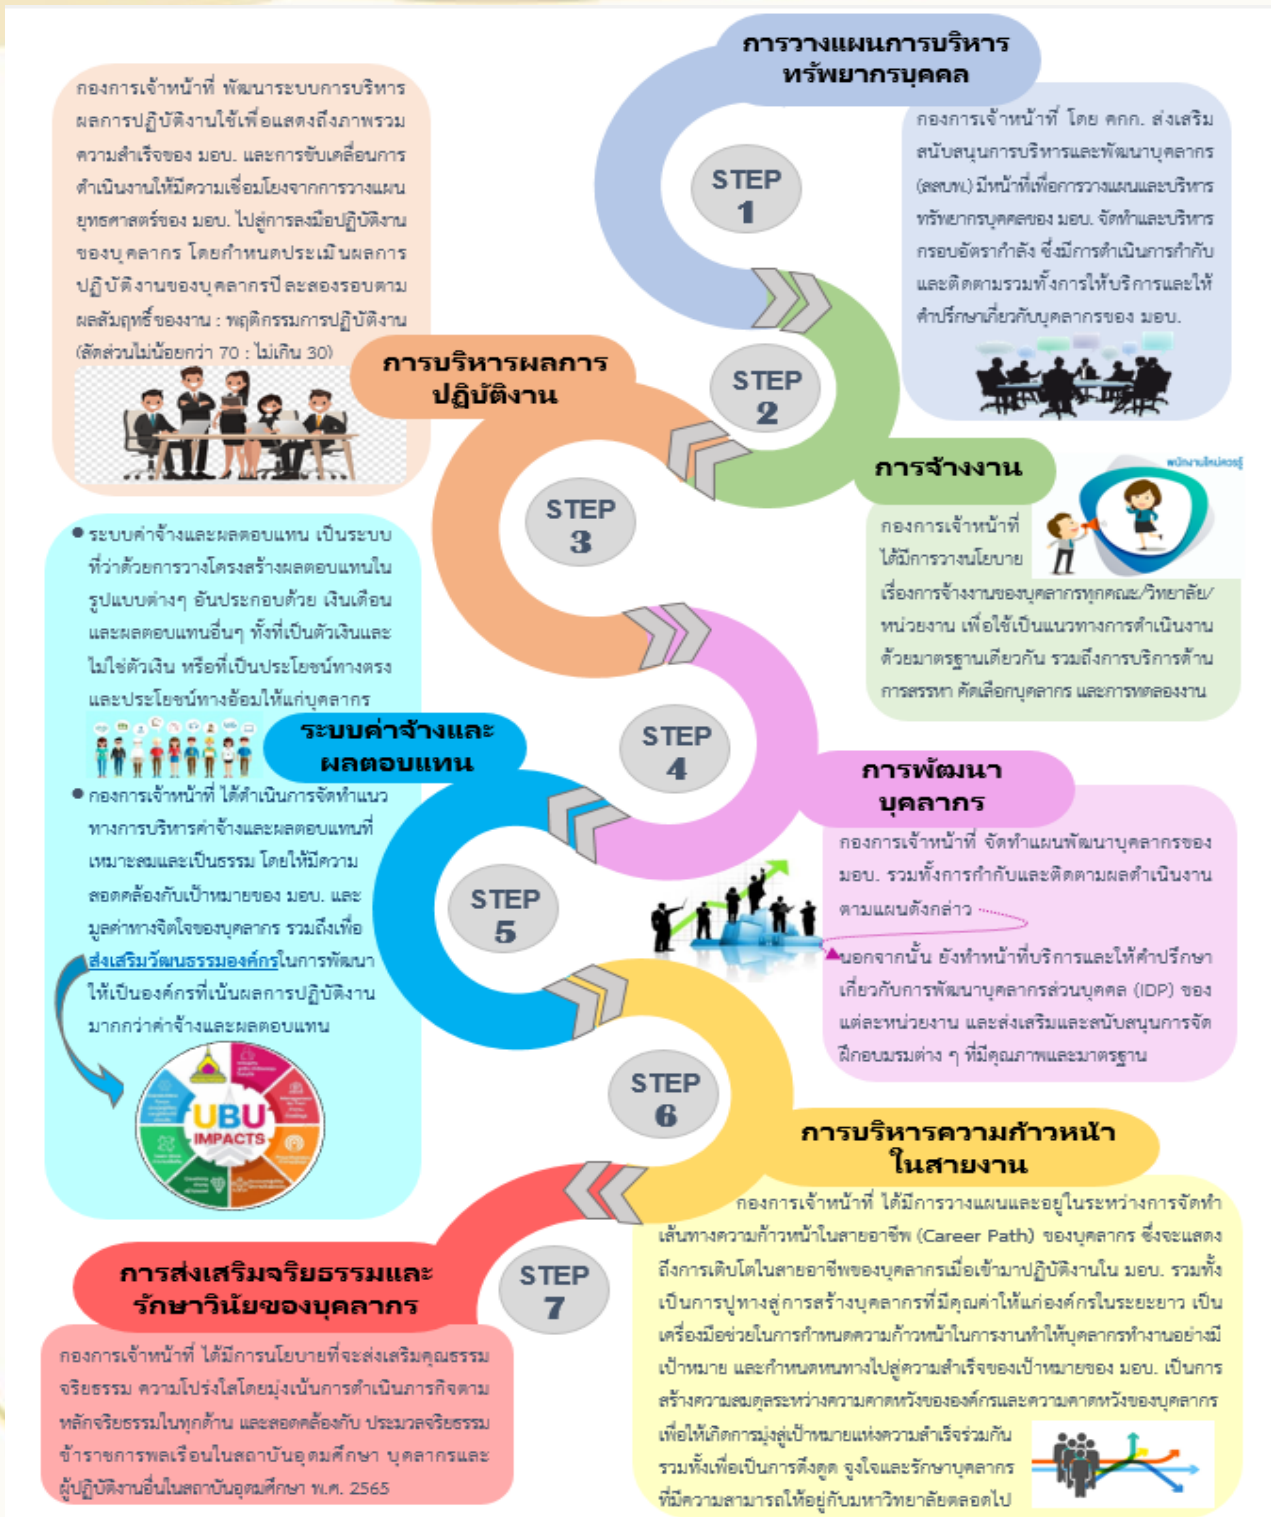 การวางแผนการบริหาร
ทรัพยากรบุคคล
STEP
1
กองการเจ้าหน้าที่ โดย คกก. ส่งเสริม
สนับสนุนการบริหารและพัฒนาบุคลากร
(สสบพ.) มีหน้าที่เพื่อการวางแผนและบริหาร
ทรัพยากรบุคคลของ มอบ. จัดทำและบริหาร
กรอบอัตรากำลัง ซึ่งมีการดำเนินการกำกับ
และติดตามรวมทั้งการให้บริการและให้
คำปรึกษาเกี่ยวกับบุคลากรของ มอบ.
STEP
2
การจ้างงาน
พนักงานใหม่ควรรู้
กองการเจ้าหน้าที่
ได้มีการวางนโยบาย
เรื่องการจ้างงานของบุคลากรทุกคณะ/วิทยาลัย/
หน่วยงาน เพื่อใช้เป็นแนวทางการดำเนินงาน
ด้วยมาตรฐานเดียวกัน รวมถึงการบริการด้าน
การสรรหา คัดเลือกบุคลากร และการทดลองงาน
กองการเจ้าหน้าที่ พัฒนาระบบการบริหาร
ผลการปฏิบัติงานใช้เพื่อแสดงถึงภาพรวม
ความสำเร็จของ มอบ. และการขับเคลื่อนการ
ดำเนินงานให้มีความเชื่อมโยงจากการวางแผน
ยุทธศาสตร์ของ มอบ. ไปสู่การลงมือปฏิบัติงาน
ของบุคลากร โดยกำหนดประเมินผลการ
ปฏิบัติงานของบุคลากรปีละสองรอบตาม
ผลสัมฤทธิ์ของงาน : พฤติกรรมการปฏิบัติงาน
(สัดส่วนไม่น้อยกว่า 70 : ไม่เกิน 30)
การบริหารผลการ
ปฏิบัติงาน
STEP
3
STEP
4
การพัฒนา
บุคลากร
กองการเจ้าหน้าที่ จัดทำแผนพัฒนาบุคลากรของ
มอบ. รวมทั้งการกำกับและติดตามผลดำเนินงาน
ตามแผนดังกล่าว
นอกจากนั้น ยังทำหน้าที่บริการและให้คำปรึกษา
เกี่ยวกับการพัฒนาบุคลากรส่วนบุคคล (IDP) ของ
แต่ละหน่วยงาน และส่งเสริมและสนับสนุนการจัด
ฝึกอบมรมต่าง ๆ ที่มีคุณภาพและมาตรฐาน
● ระบบค่าจ้างและผลตอบแทน เป็นระบบ
ที่ว่าด้วยการวางโครงสร้างผลตอบแทนใน
รูปแบบต่างๆ อันประกอบด้วย เงินเดือน
และผลตอบแทนอื่นๆ ทั้งที่เป็นตัวเงินและ
ไม่ใช่ตัวเงิน หรือที่เป็นประโยชน์ทางตรง
และประโยชน์ทางอ้อมให้แก่บุคลากร
ระบบค่าจ้างและ
ผลตอบแทน
● กองการเจ้าหน้าที่ ได้ดำเนินการจัดทำแนว
ทางการบริหารค่าจ้างและผลตอบแทนที่
เหมาะสมและเป็นธรรม โดยให้มีความ
สอดคล้องกับเป้าหมายของ มอบ. และ
มูลค่าทางจิตใจของบุคลากร รวมถึงเพื่อ
ส่งเสริมวัฒนธรรมองค์กรในการพัฒนา
ให้เป็นองค์กรที่เน้นผลการปฏิบัติงาน
มากกว่าค่าจ้างและผลตอบแทน
UBU
IMPACTS
STEP
5
STEP
6
การบริหารความก้าวหน้า
ในสายงาน
กองการเจ้าหน้าที่ ได้มีการวางแผนและอยู่ในระหว่างการจัดทำ
เส้นทางความก้าวหน้าในสายอาชีพ (Career Path) ของบุคลากร ซึ่งจะแสดง
ถึงการเติบโตในสายอาชีพของบุคลากรเมื่อเข้ามาปฏิบัติงานใน มอบ. รวมทั้ง
เป็นการปูทางสู่การสร้างบุคลากรที่มีคุณค่าให้แก่องค์กรในระยะยาว เป็น
เครื่องมือช่วยในการกำหนดความก้าวหน้าในการงานทำให้บุคลากรทำงานอย่างมี
เป้าหมาย และกำหนดหนทางไปสู่ความสำเร็จของเป้าหมายของ มอบ. เป็นการ
สร้างความสมดุลระหว่างความคาดหวังขององค์กรและความคาดหวังของบุคลากร
เพื่อให้เกิดการมุ่งสู่เป้าหมายแห่งความสำเร็จร่วมกัน
รวมทั้งเพื่อเป็นการดึงดูด จูงใจและรักษาบุคลากร
ที่มีความสามารถให้อยู่กับมหาวิทยาลัยตลอดไป
STEP
7
การส่งเสริมจริยธรรมและ
รักษาวินัยของบุคลากร
กองการเจ้าหน้าที่ ได้มีการนโยบายที่จะส่งเสริมคุณธรรม
จริยธรรม ความโปร่งใสโดยมุ่งเน้นการดำเนินภารกิจตาม
หลักจริยธรรมในทุกด้าน และสอดคล้องกับ ประมวลจริยธรรม
ข้าราชการพลเรือนในสถาบันอุดมศึกษา บุคลากรและ
ผู้ปฏิบัติงานอื่นในสถาบันอุดมศึกษา พ.ศ. 2565